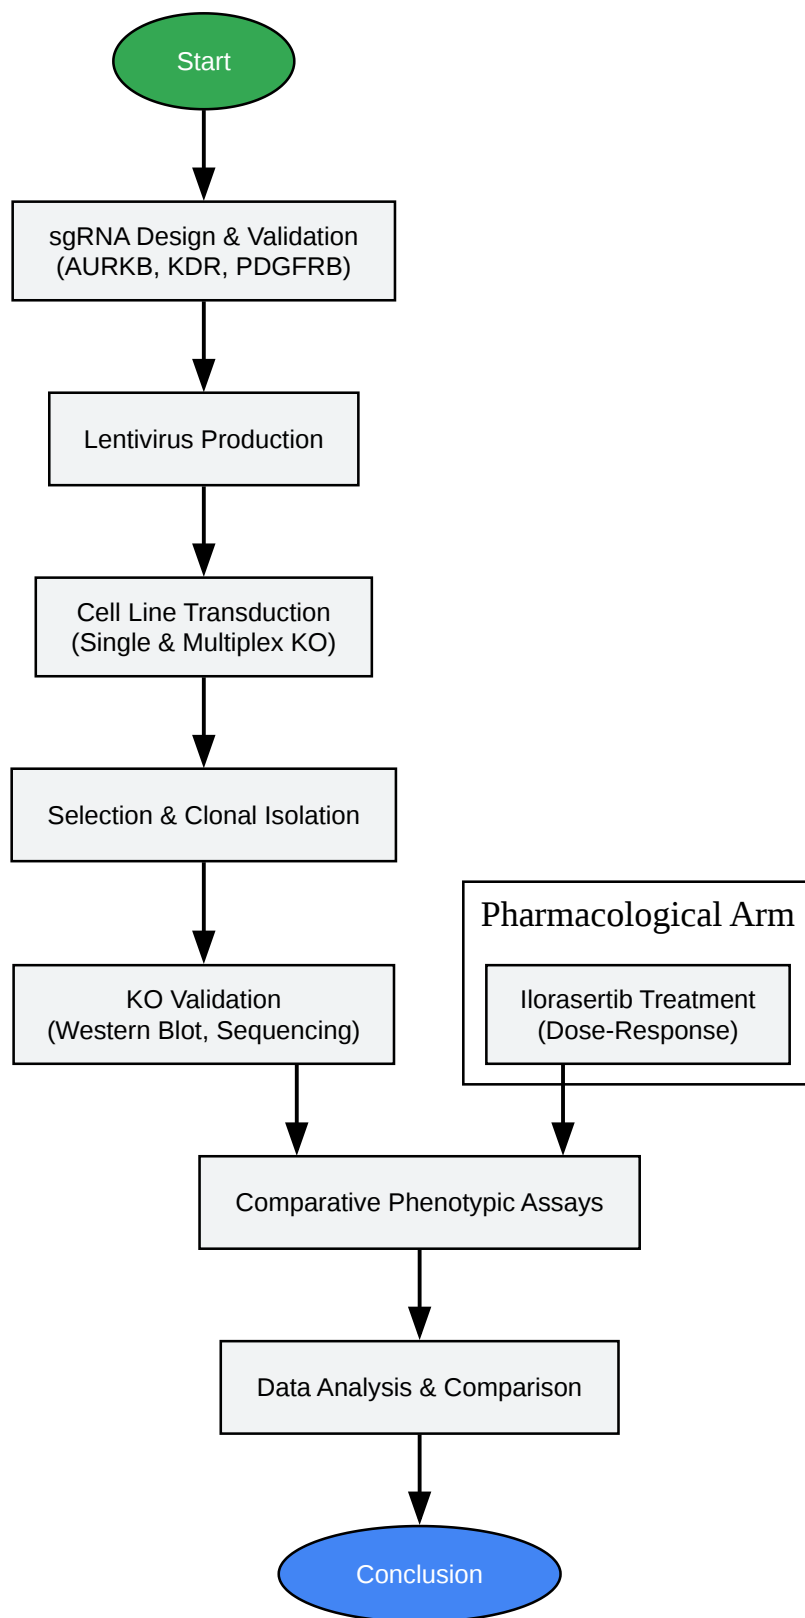 Start
sgRNA Design & Validation
(AURKB, KDR, PDGFRB)
Lentivirus Production
Cell Line Transduction
(Single & Multiplex KO)
Selection & Clonal Isolation
Pharmacological Arm
KO Validation
(Western Blot, Sequencing)
Ilorasertib Treatment
(Dose-Response)
Comparative Phenotypic Assays
Data Analysis & Comparison
Conclusion